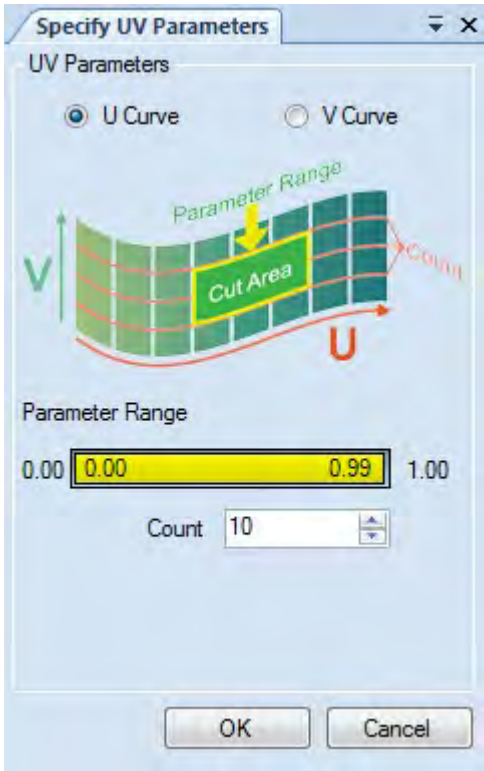 Specify UV Parameters
UV Parameters
U Curve
V Curve
Parameter Range
V
Cut Area
Count
U
Parameter Range
0.00 0.00 0.99 1.00
Count 10
OK Cancel